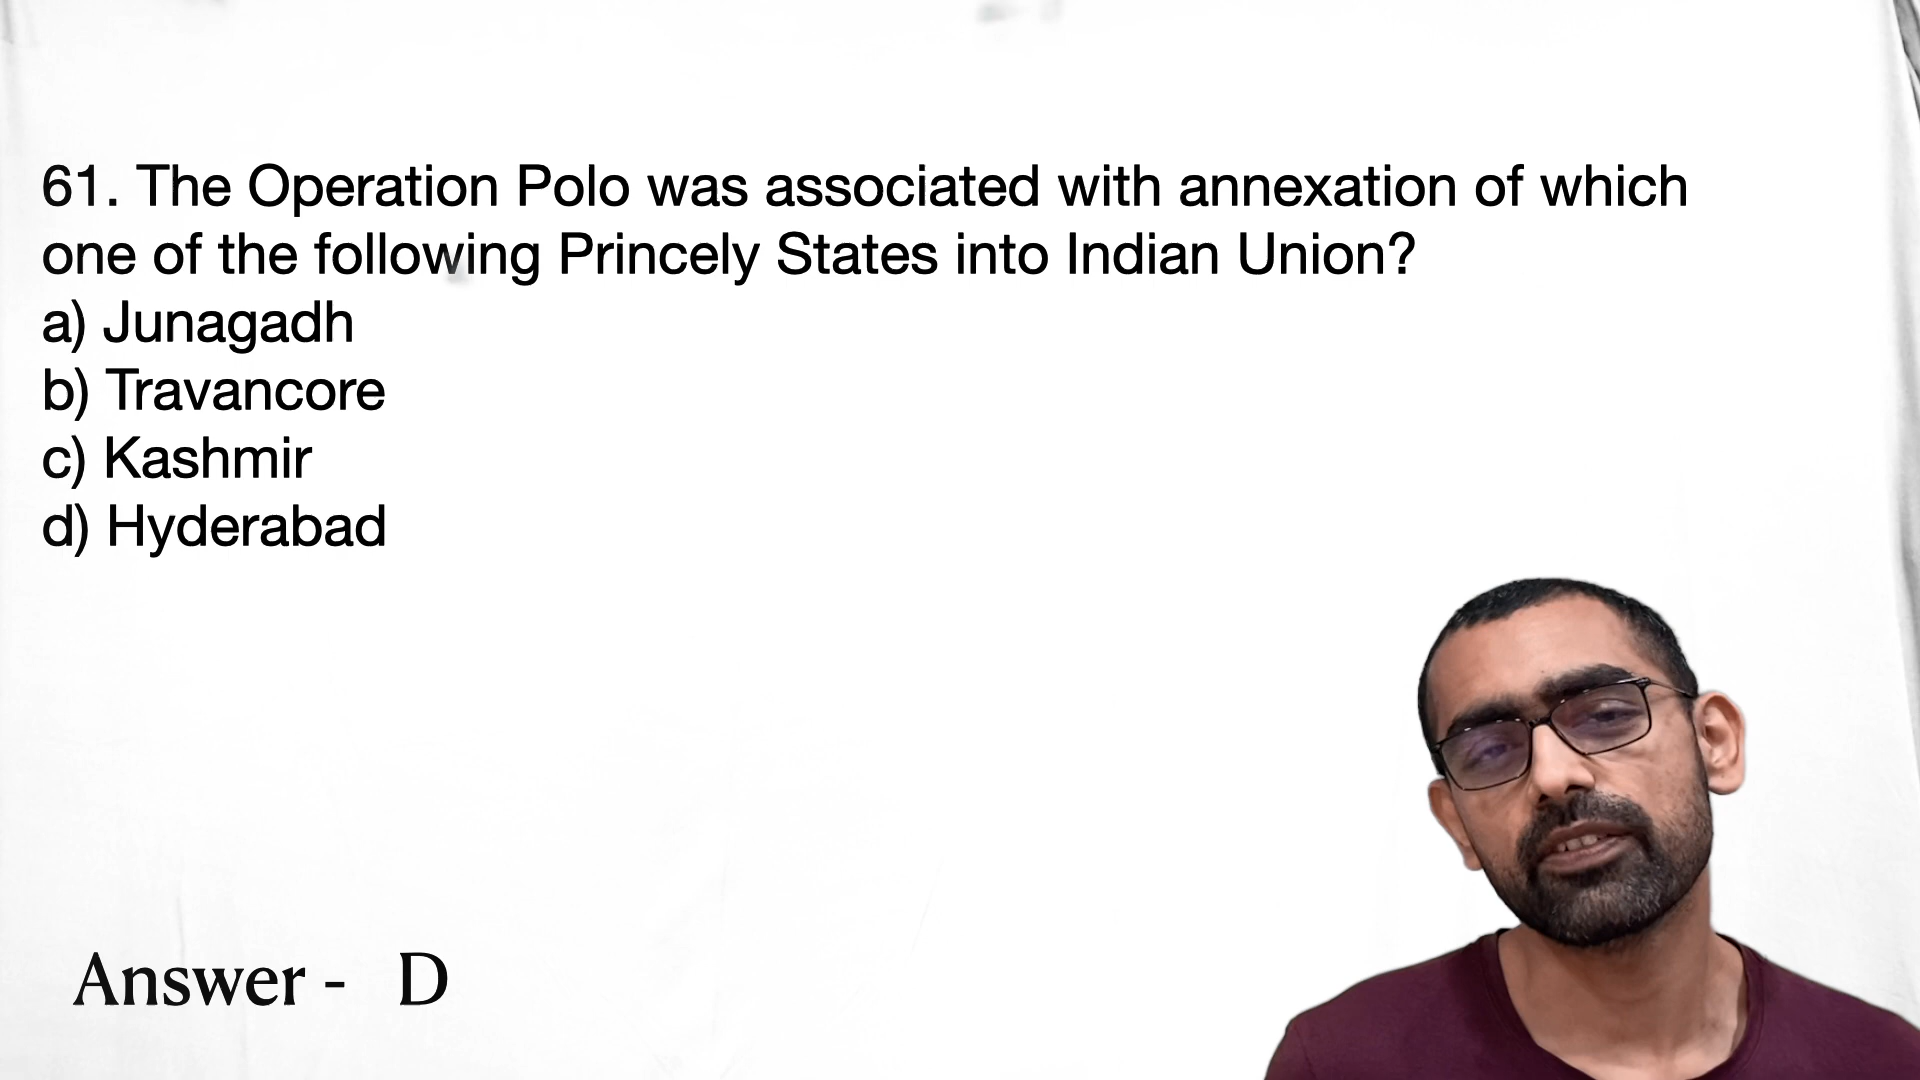 61. The Operation Polo was associated with annexation of which
one of the following Princely States into Indian Union?
a) Junagadh
b) Travancore
c) Kashmir
d) Hyderabad
Answer - D